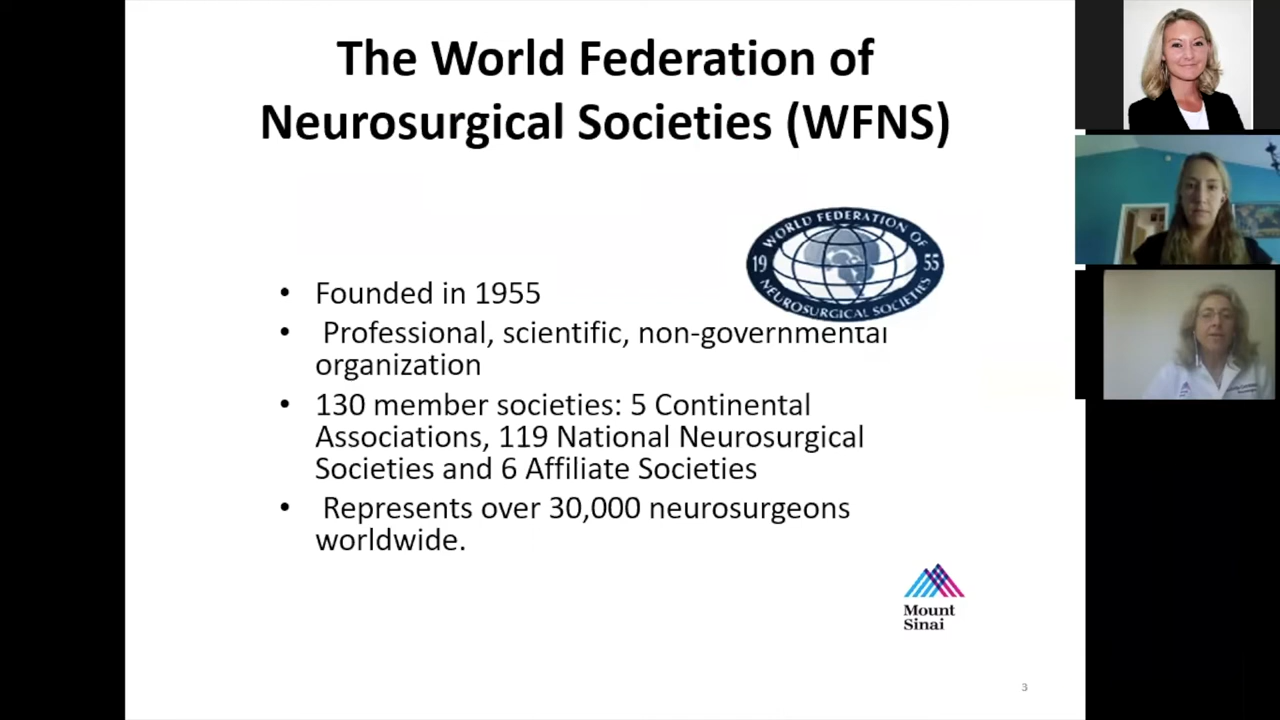 The World Federation of
Neurosurgical Societies (WFNS)
WORLD FEDERATION OF
19 55
NEUROSURGICAL SOCIETIES
• Founded in 1955
• Professional, scientific, non-governmental
organization
• 130 member societies: 5 Continental
Associations, 119 National Neurosurgical
Societies and 6 Affiliate Societies
• Represents over 30,000 neurosurgeons
worldwide.
Mount
Sinai
3